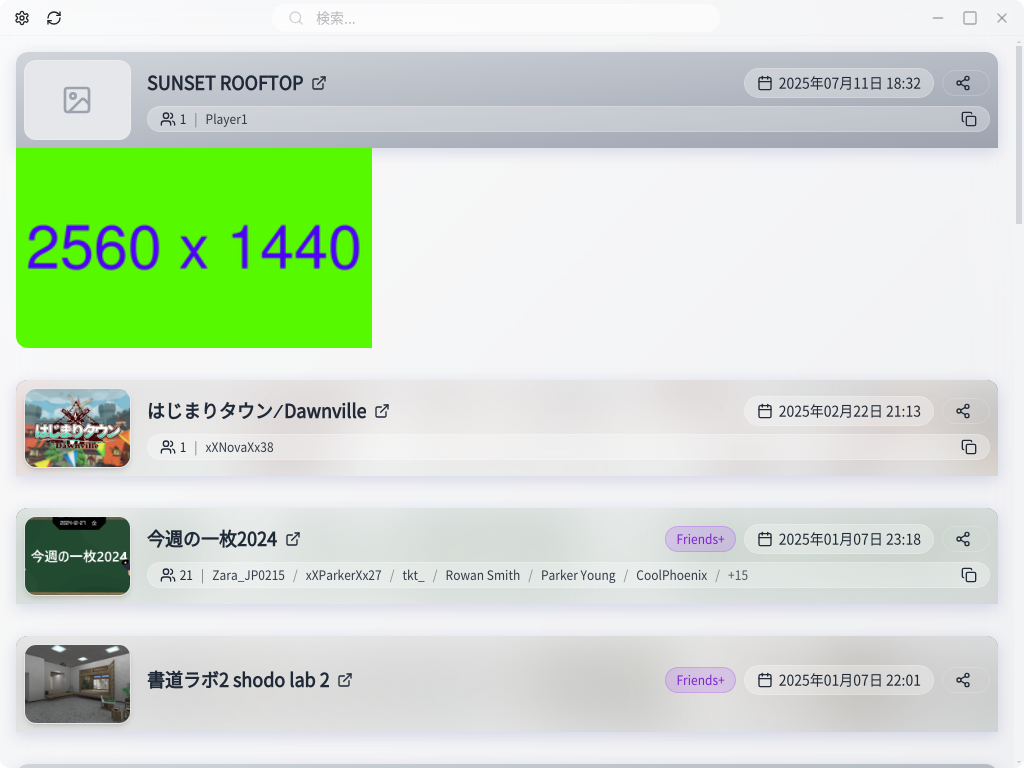 検索...
SUNSET ROOFTOP
2025年07月11日 18:32
1 | Player1
2560 x 1440
はじまりタウン
Dawnville
はじまりタウン/Dawnville
2025年02月22日 21:13
1 | xXNovaXx38
今週の一枚2024
今週の一枚2024
Friends+
2025年01月07日 23:18
21 | Zara_JP0215 / xXParkerXx27 / tkt_ / Rowan Smith / Parker Young / CoolPhoenix / +15
書道ラボ2 shodo lab 2
Friends+
2025年01月07日 22:01